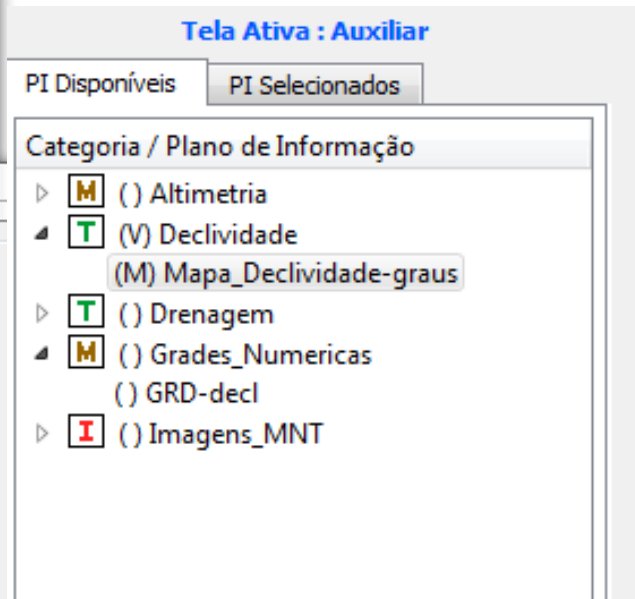 Tela Ativa : Auxiliar
PI Disponíveis PI Selecionados
Categoria / Plano de Informação
M ( ) Altimetria
T (V) Declividade
(M) Mapa_Declividade-graus
T ( ) Drenagem
M ( ) Grades_Numericas
( ) GRD-decl
I ( ) Imagens_MNT